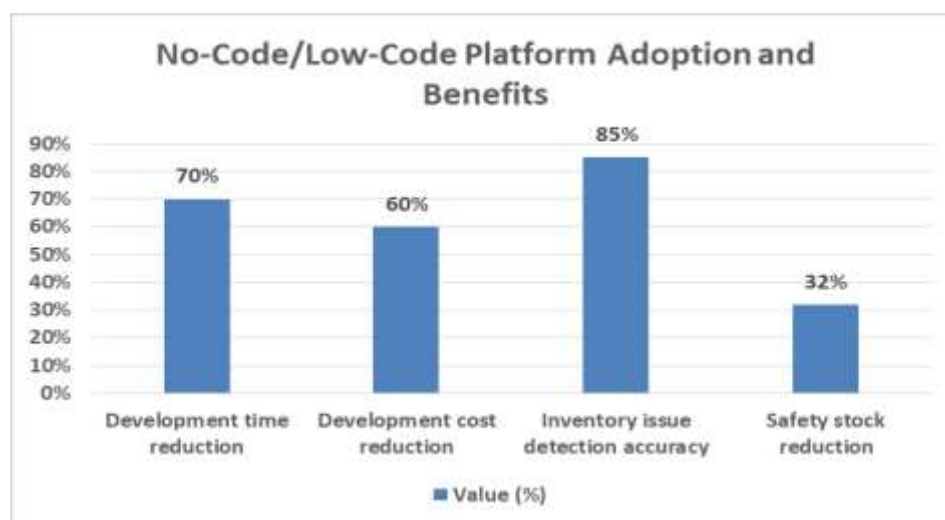 No-Code/Low-Code Platform Adoption and
Benefits
90%
80%
70%
60%
50%
40%
30%
20%
10%
0%
70%
60%
85%
32%
Development time
reduction
Development cost
reduction
Inventory issue
detection accuracy
Safety stock
reduction
Value (%)